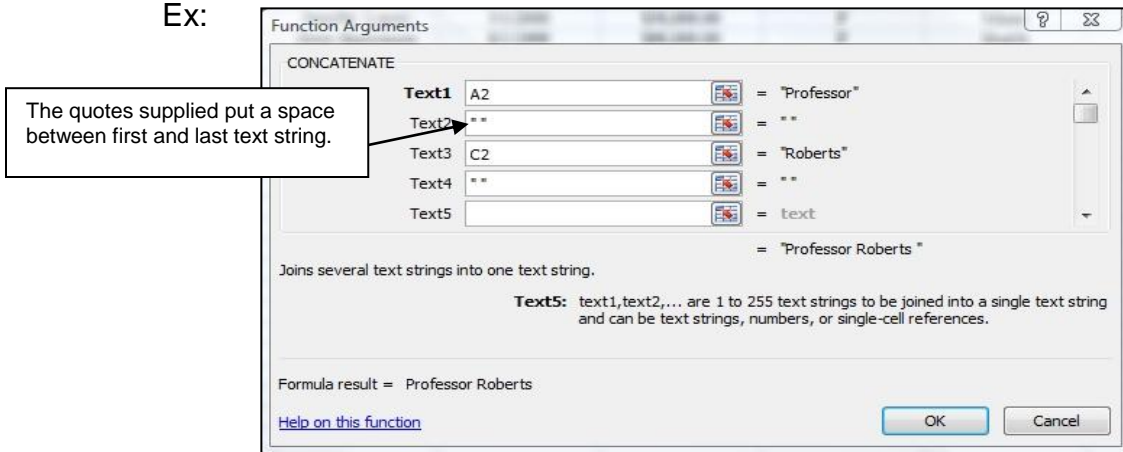 Ex:
Function Arguments
CONCATENATE
The quotes supplied put a space
between first and last text string.
Text1 A2 = "Professor"
Text2 " " = " "
Text3 C2 = "Roberts"
Text4 " " = " "
Text5 = text
= "Professor Roberts "
Joins several text strings into one text string.
Text5: text1,text2,... are 1 to 255 text strings to be joined into a single text string
and can be text strings, numbers, or single-cell references.
Formula result = Professor Roberts
Help on this function
OK Cancel